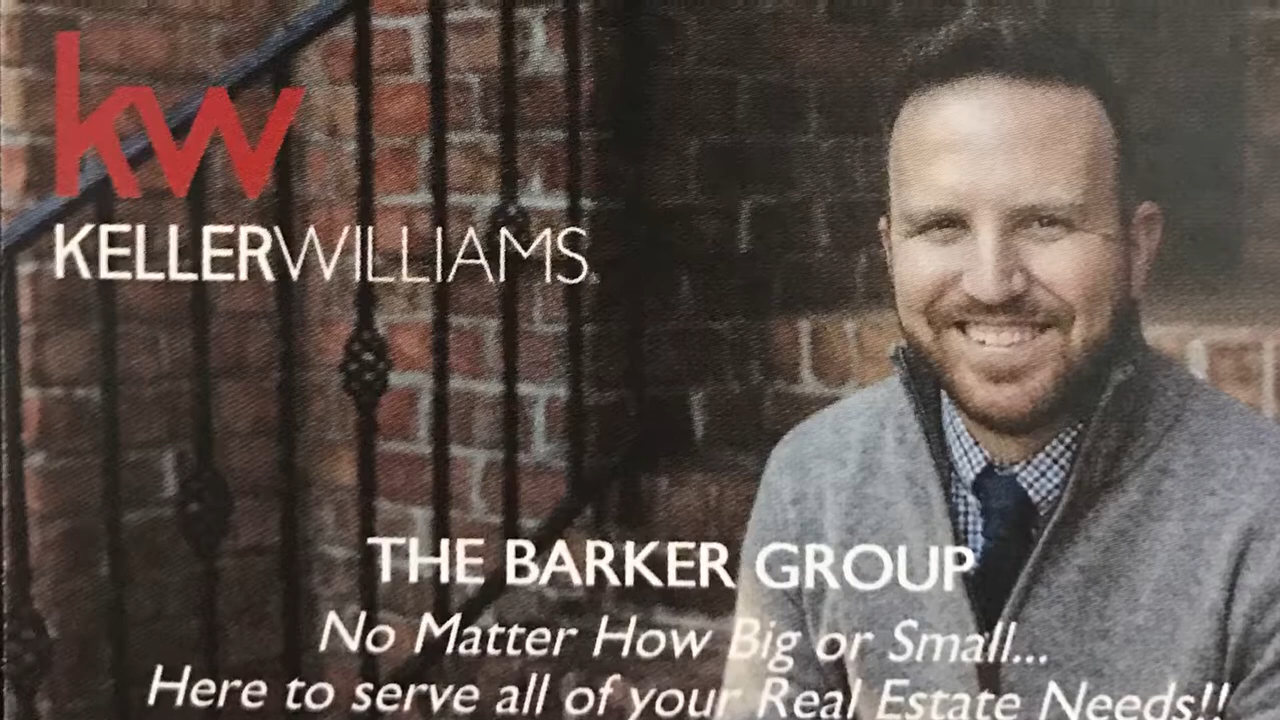 kw
KELLERWILLIAMS®
THE BARKER GROUP
No Matter How Big or Small...
Here to serve all of your Real Estate Needs!!